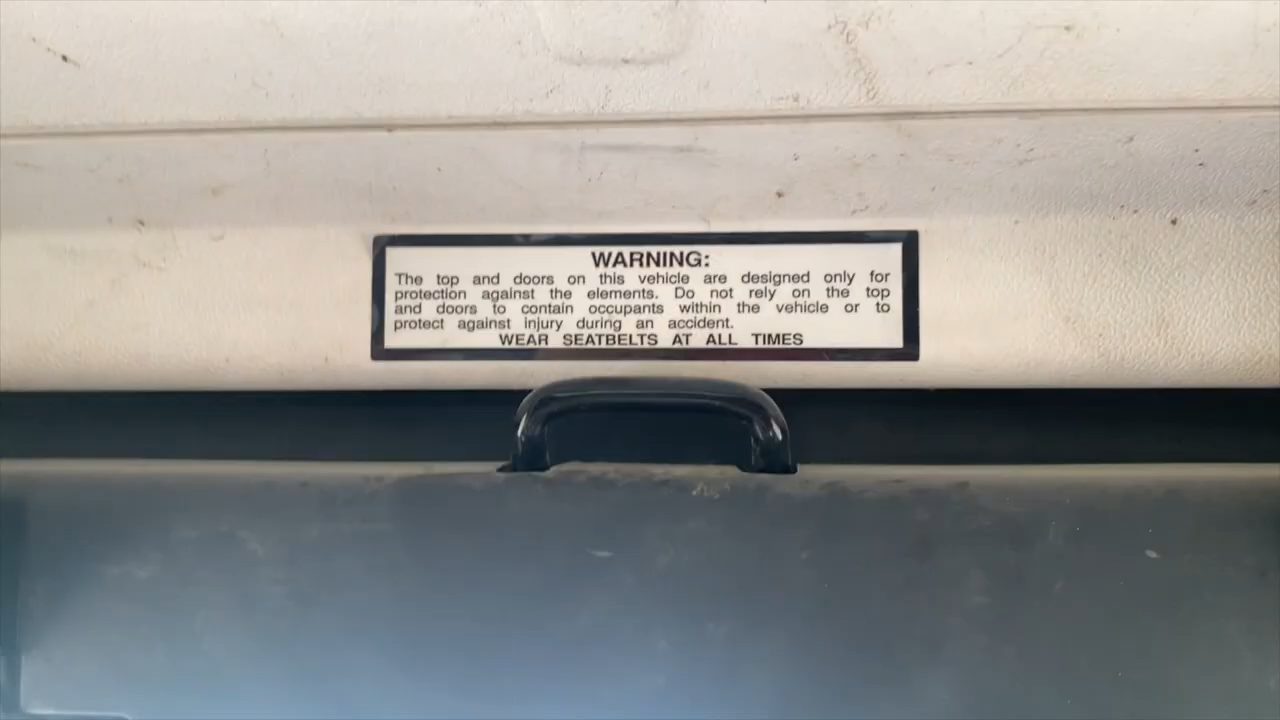 WARNING:
The top and doors on this vehicle are designed only for
protection against the elements. Do not rely on the top
and doors to contain occupants within the vehicle or to
protect against injury during an accident.
WEAR SEATBELTS AT ALL TIMES